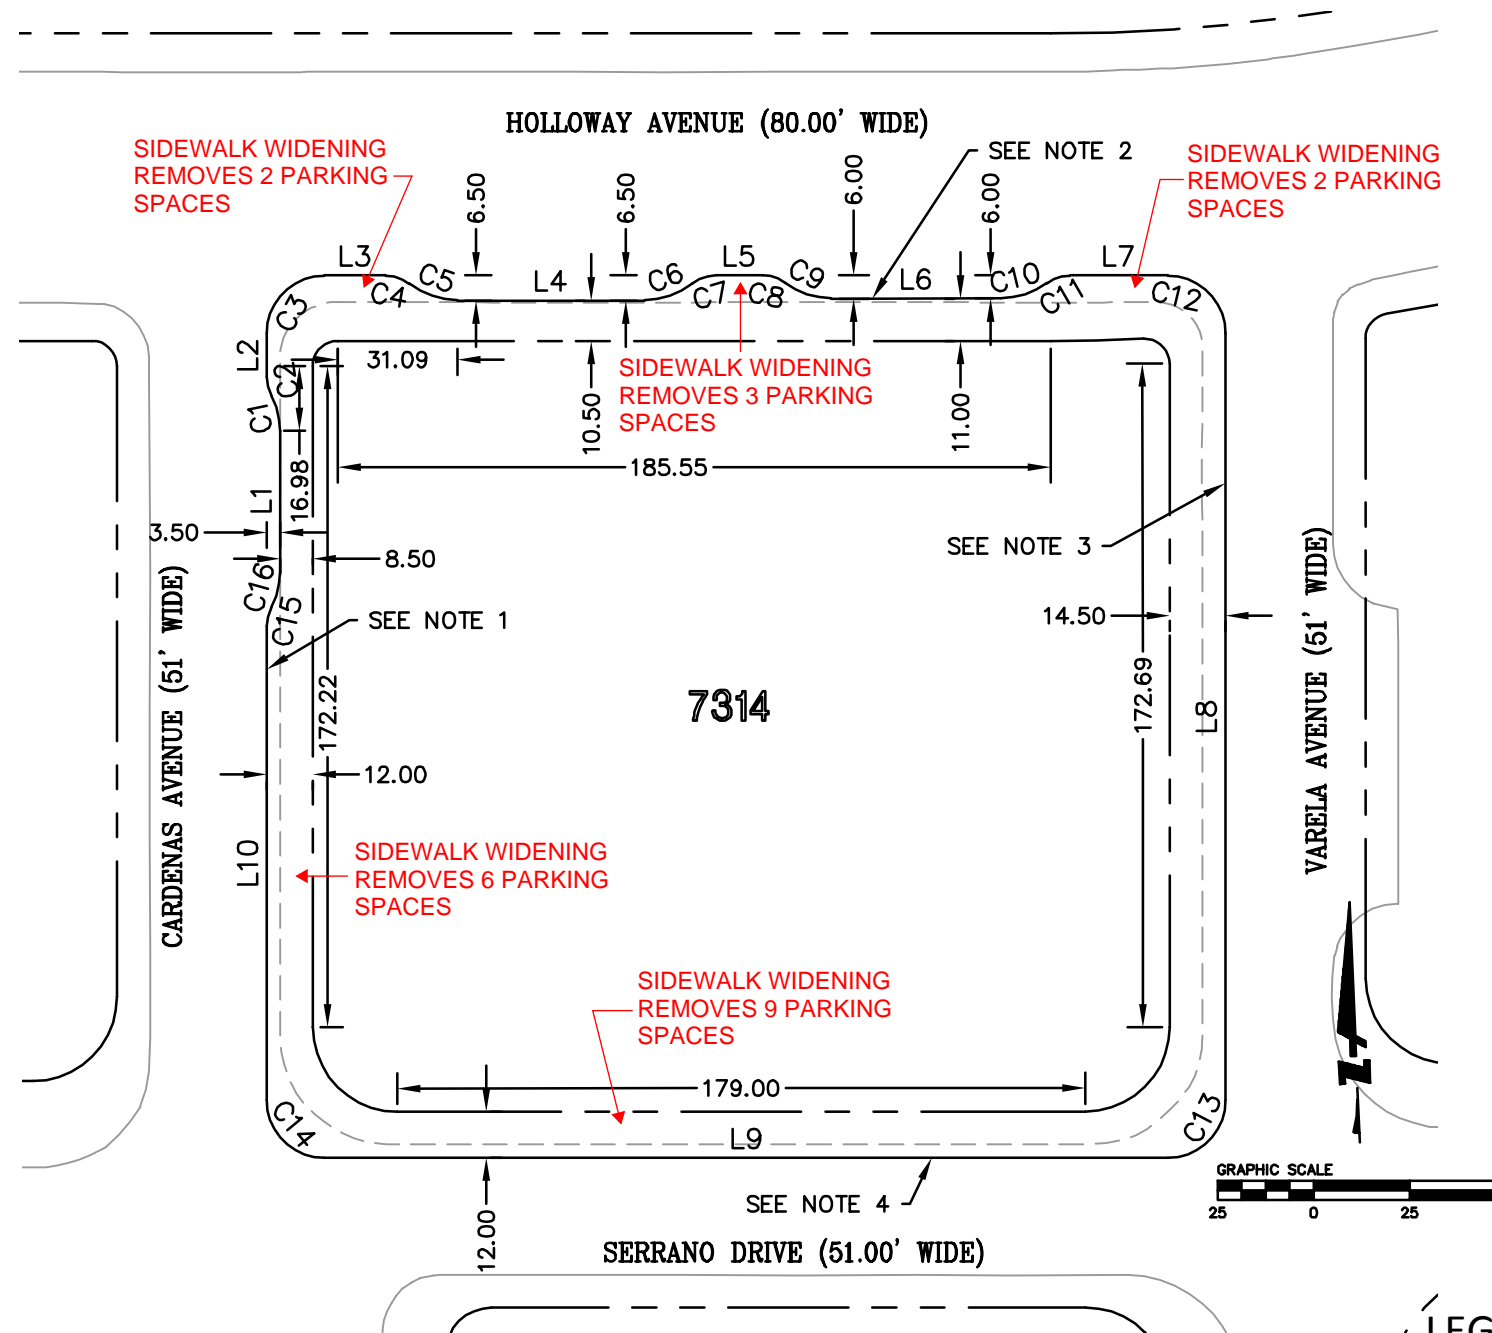 HOLLOWAY AVENUE (80.00' WIDE)
SIDEWALK WIDENING
REMOVES 2 PARKING
SPACES
SEE NOTE 2
SIDEWALK WIDENING
REMOVES 2 PARKING
SPACES
6.50
6.50
6.00
6.00
L3
C4
C5
L4
C6
C7
L5
C8
C9
L6
C10
C11
L7
C12
C3
L2
C2
C1
31.09
10.50
SIDEWALK WIDENING
REMOVES 3 PARKING
SPACES
11.00
185.55
16.98
L1
3.50
8.50
SEE NOTE 3
C16
C15
SEE NOTE 1
14.50
CARDENAS AVENUE (51' WIDE)
172.22
7314
172.69
L8
VARELA AVENUE (51' WIDE)
12.00
L10
SIDEWALK WIDENING
REMOVES 6 PARKING
SPACES
SIDEWALK WIDENING
REMOVES 9 PARKING
SPACES
179.00
C14
L9
C13
Z
SEE NOTE 4
12.00
GRAPHIC SCALE
25 0 25
SERRANO DRIVE (51.00' WIDE)
LEG